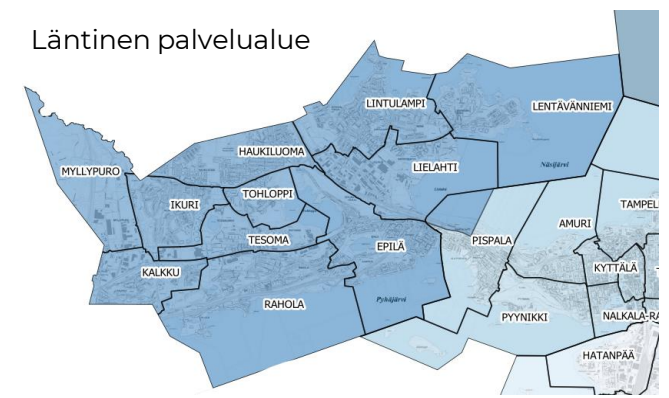 Läntinen palvelualue
LINTULAMPI
LENTÄVÄNNIEMI
HAUKILUOMA
LIELAHTI
Näsijärvi
MYLLYPURO
TOHLOPPI
IKURI
TAMPEL
AMURI
TESOMA
EPILÄ
PISPALA
KYTTÄLÄ
KALKKU
RAHOLA
Pyhäjärvi
PYYNIKKI
NALKALA-RA
HATANPÄÄ